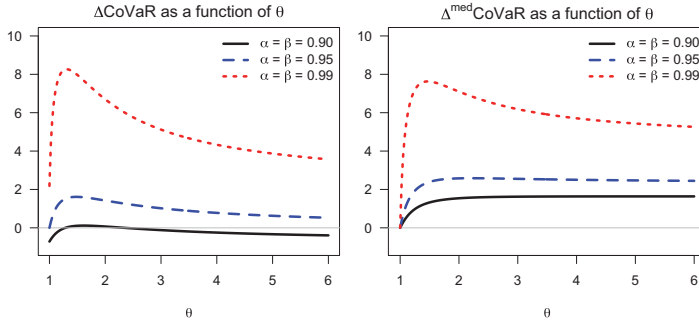 ΔCoVaR as a function of θ
10
8
6
4
2
0
α = β = 0.90
α = β = 0.95
α = β = 0.99
1 2 3 4 5 6
θ
Δmed CoVaR as a function of θ
10
8
6
4
2
0
α = β = 0.90
α = β = 0.95
α = β = 0.99
1 2 3 4 5 6
θ